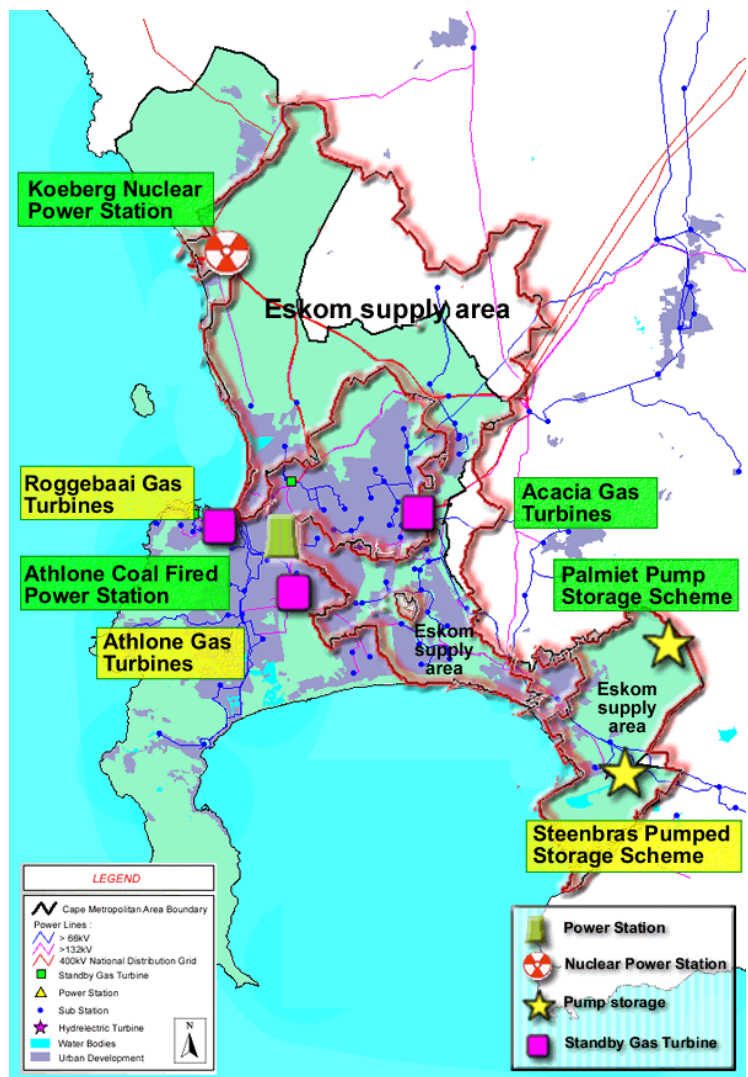 Koeberg Nuclear
Power Station
Eskom supply area
Roggebaai Gas
Turbines
Acacia Gas
Turbines
Athlone Coal Fired
Power Station
Palmiet Pump
Storage Scheme
Athlone Gas
Turbines
Eskom
supply
area
Eskom
supply
area
Steenbras Pumped
Storage Scheme
LEGEND
Cape Metropolitan Area Boundary
Power Lines :
> 66kV
>132kV
400kV National Distribution Grid
Standby Gas Turbine
Power Station
Sub Station
Hydrelectric Turbine
Water Bodies
Urban Development
N
Power Station
Nuclear Power Station
Pump storage
Standby Gas Turbine